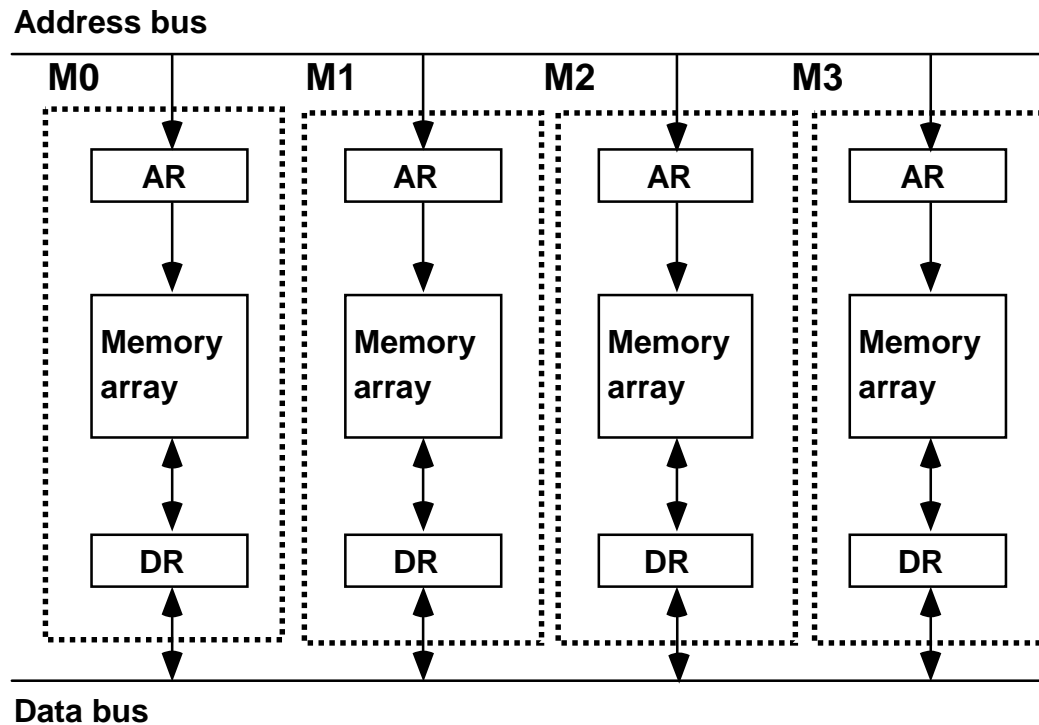 Address bus
M0 M1 M2 M3
AR AR AR AR
Memory Memory Memory Memory
array array array array
DR DR DR DR
Data bus